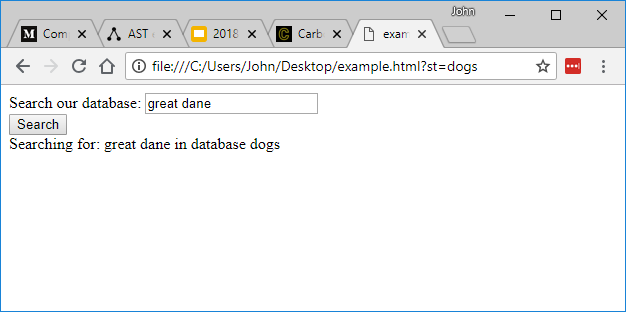 John
Com
AST
2018
Carb
exam
file:///C:/Users/John/Desktop/example.html?st=dogs
Search our database: great dane
Search
Searching for: great dane in database dogs